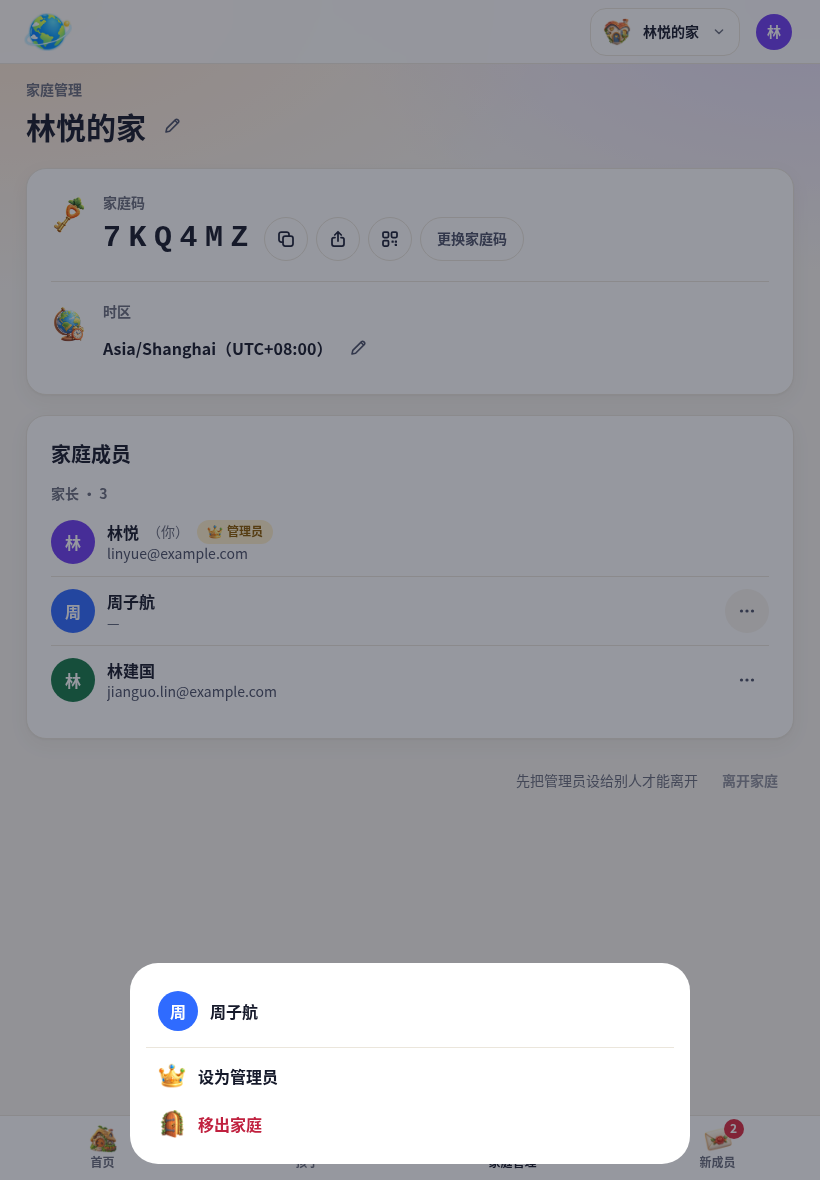 林悦的家
林
家庭管理
林悦的家
家庭码
7KQ4MZ
更换家庭码
时区
Asia/Shanghai（UTC+08:00）
家庭成员
家长 · 3
林
林悦 （你） 管理员
linyue@example.com
周
周子航
—
林
林建国
jianguo.lin@example.com
先把管理员设给别人才能离开 离开家庭
周
周子航
设为管理员
移出家庭
2
首页
家庭管理
新成员